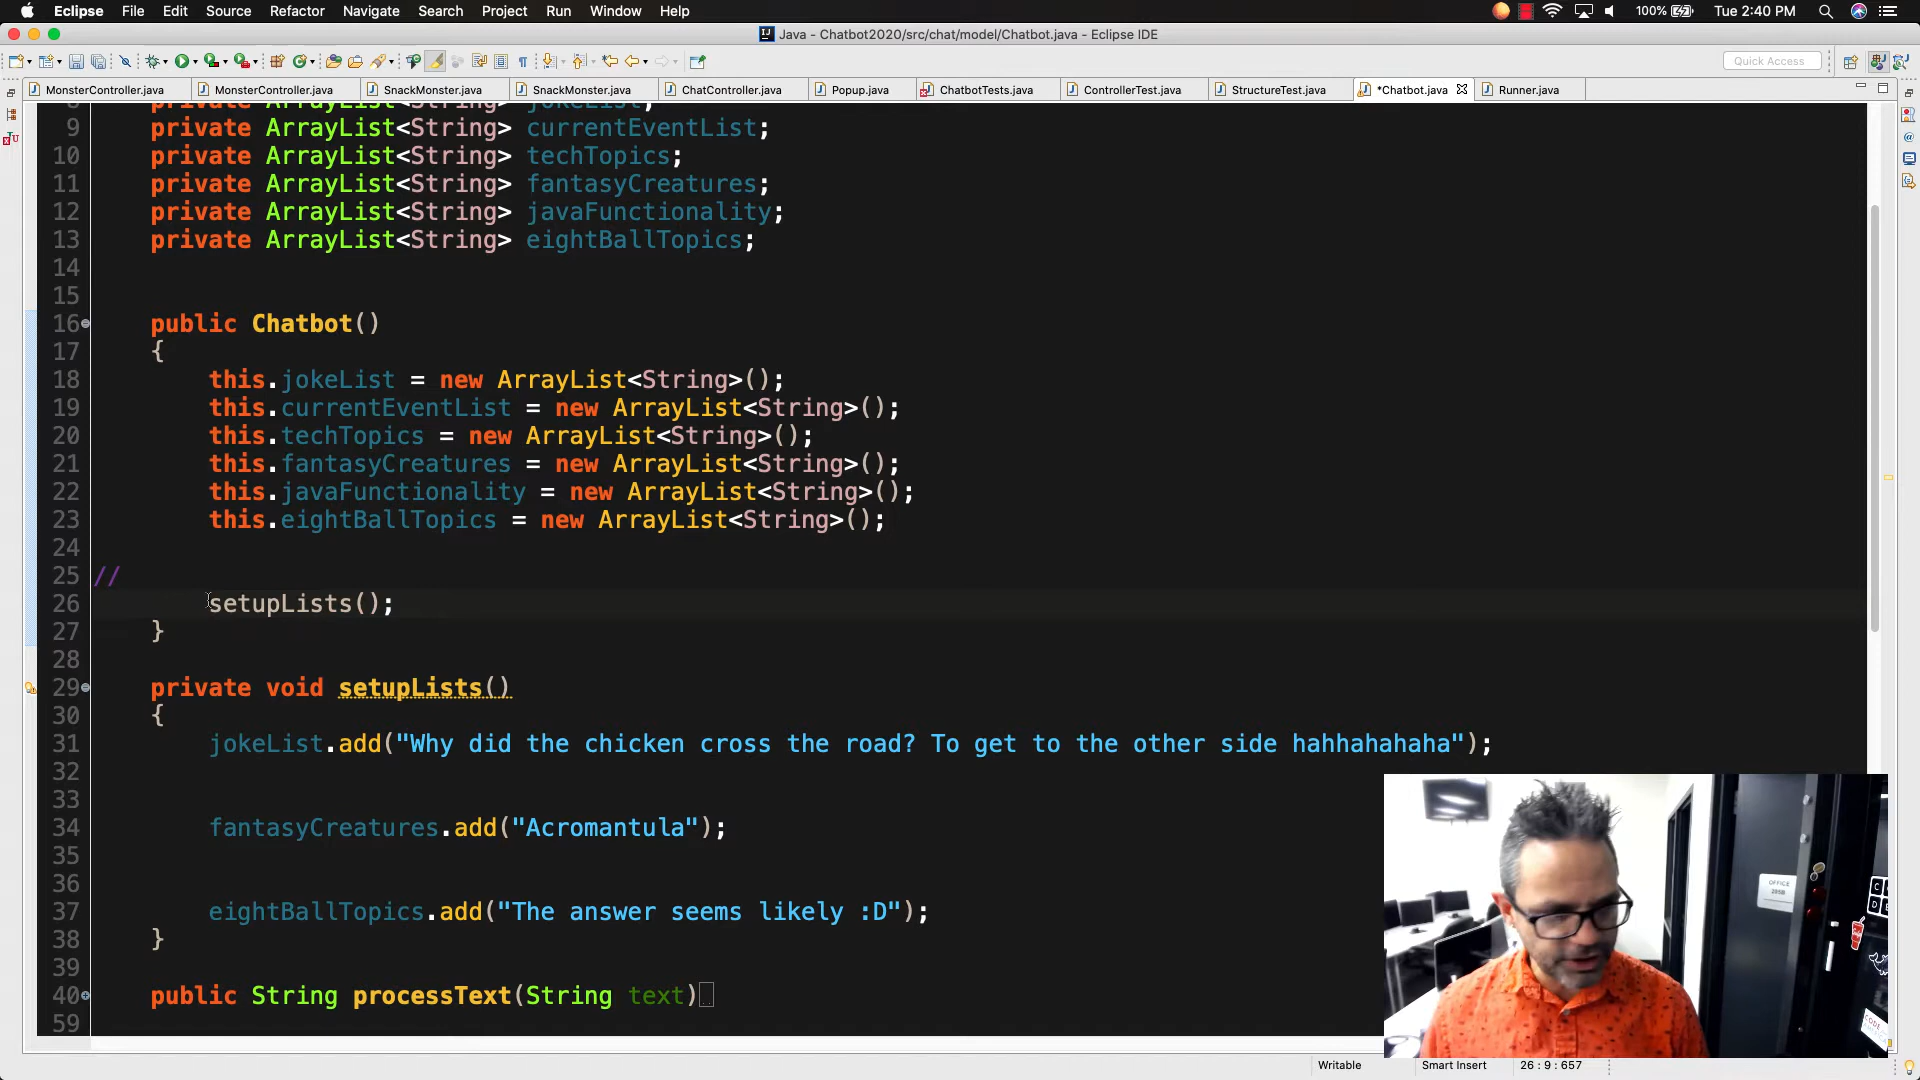 Eclipse File Edit Source Refactor Navigate Search Project Run Window Help 100% Tue 2:40 PM
Java - Chatbot2020/src/chat/model/Chatbot.java - Eclipse IDE
Quick Access
MonsterController.java MonsterController.java SnackMonster.java SnackMonster.java ChatController.java Popup.java ChatbotTests.java ControllerTest.java StructureTest.java *Chatbot.java Runner.java
8 private ArrayList<String> jokeList;
9 private ArrayList<String> currentEventList;
10 private ArrayList<String> techTopics;
11 private ArrayList<String> fantasyCreatures;
12 private ArrayList<String> javaFunctionality;
13 private ArrayList<String> eightBallTopics;
14
15
16 public Chatbot()
17 {
18 this.jokeList = new ArrayList<String>();
19 this.currentEventList = new ArrayList<String>();
20 this.techTopics = new ArrayList<String>();
21 this.fantasyCreatures = new ArrayList<String>();
22 this.javaFunctionality = new ArrayList<String>();
23 this.eightBallTopics = new ArrayList<String>();
24
25 //
26 setupLists();
27 }
28
29 private void setupLists()
30 {
31 jokeList.add("Why did the chicken cross the road? To get to the other side hahhahahaha");
32
33
34 fantasyCreatures.add("Acromantula");
35
36
37 eightBallTopics.add("The answer seems likely :D");
38 }
39
40 public String processText(String text)
59
OFFICE
205B
CODE
Writable Smart Insert 26 : 9 : 657